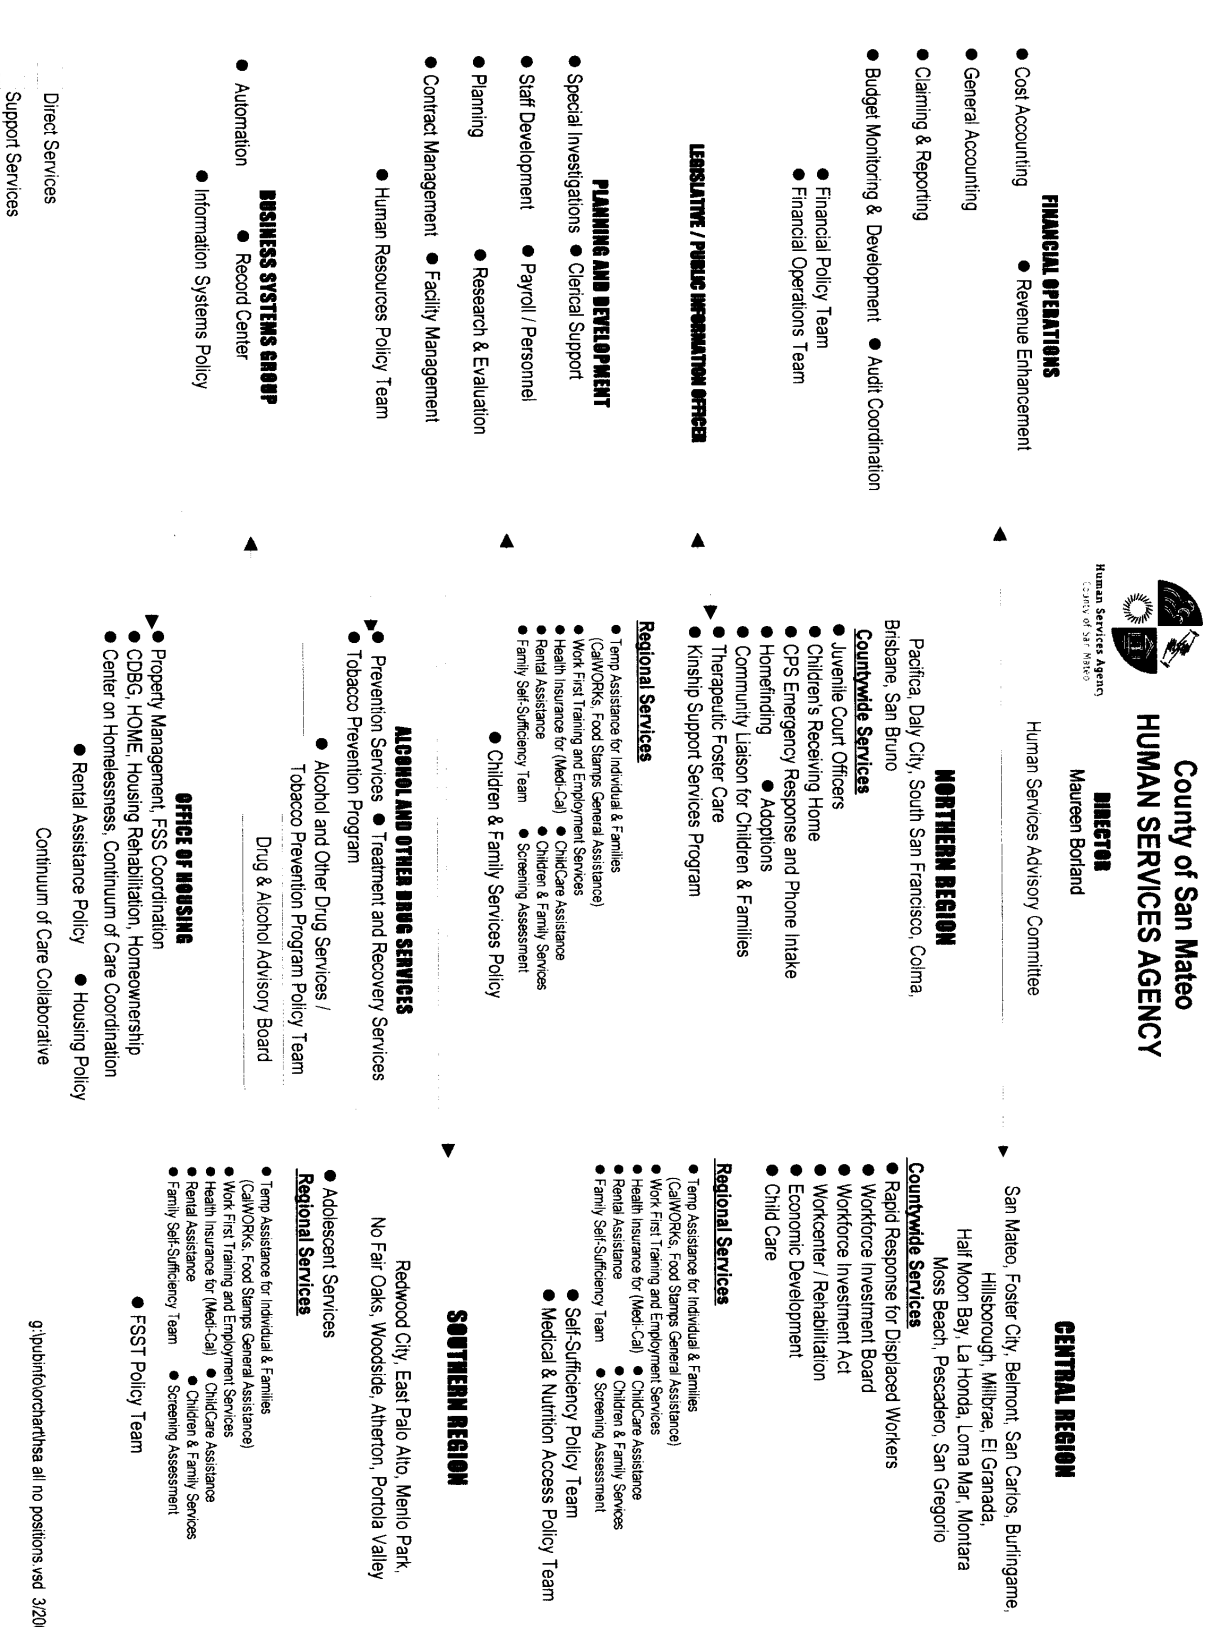 County of San Mateo
HUMAN SERVICES AGENCY
Human Services Agency
County of San Mateo
DIRECTOR
Maureen Borland
Human Services Advisory Committee
FINANCIAL OPERATIONS
● Cost Accounting ● Revenue Enhancement
● General Accounting
● Claiming & Reporting
● Budget Monitoring & Development ● Audit Coordination
● Financial Policy Team
● Financial Operations Team
LEGISLATIVE / PUBLIC INFORMATION OFFICER
PLANNING AND DEVELOPMENT
● Special Investigations ● Clerical Support
● Staff Development ● Payroll / Personnel
● Planning ● Research & Evaluation
● Contract Management ● Facility Management
● Human Resources Policy Team
BUSINESS SYSTEMS GROUP
● Automation ● Record Center
● Information Systems Policy
Direct Services
Support Services
NORTHERN REGION
Pacifica, Daly City, South San Francisco, Colma,
Brisbane, San Bruno
Countywide Services
● Juvenile Court Officers
● Children's Receiving Home
● CPS Emergency Response and Phone Intake
● Homefinding ● Adoptions
● Community Liaison for Children & Families
● Therapeutic Foster Care
● Kinship Support Services Program
Regional Services
● Temp Assistance for Individual & Families
(CalWORKs, Food Stamps General Assistance)
● Work First Training and Employment Services
● Health Insurance for (Medi-Cal) ● ChildCare Assistance
● Rental Assistance ● Children & Family Services
● Family Self-Sufficiency Team ● Screening Assessment
● Children & Family Services Policy
ALCOHOL AND OTHER DRUG SERVICES
● Prevention Services ● Treatment and Recovery Services
● Tobacco Prevention Program
● Alcohol and Other Drug Services /
Tobacco Prevention Program Policy Team
Drug & Alcohol Advisory Board
OFFICE OF HOUSING
● Property Management, FSS Coordination
● CDBG, HOME, Housing Rehabilitation, Homeownership
● Center on Homelessness, Continuum of Care Coordination
● Rental Assistance Policy ● Housing Policy
Continuum of Care Collaborative
CENTRAL REGION
San Mateo, Foster City, Belmont, San Carlos, Burlingame,
Hillsborough, Millbrae, El Granada,
Half Moon Bay, La Honda, Loma Mar, Montara
Moss Beach, Pescadero, San Gregorio
Countywide Services
● Rapid Response for Displaced Workers
● Workforce Investment Board
● Workforce Investment Act
● Workcenter / Rehabilitation
● Economic Development
● Child Care
Regional Services
● Temp Assistance for Individual & Families
(CalWORKs, Food Stamps General Assistance)
● Work First Training and Employment Services
● Health Insurance for (Medi-Cal) ● ChildCare Assistance
● Rental Assistance ● Children & Family Services
● Family Self-Sufficiency Team ● Screening Assessment
● Self-Sufficiency Policy Team
● Medical & Nutrition Access Policy Team
SOUTHERN REGION
Redwood City, East Palo Alto, Menlo Park,
No Fair Oaks, Woodside, Atherton, Portola Valley
● Adolescent Services
Regional Services
● Temp Assistance for Individual & Families
(CalWORKs, Food Stamps General Assistance)
● Work First Training and Employment Services
● Health Insurance for (Medi-Cal) ● ChildCare Assistance
● Rental Assistance ● Children & Family Services
● Family Self-Sufficiency Team ● Screening Assessment
● FSST Policy Team
g:\pubinfo\orchart\hsa all no positions.vsd